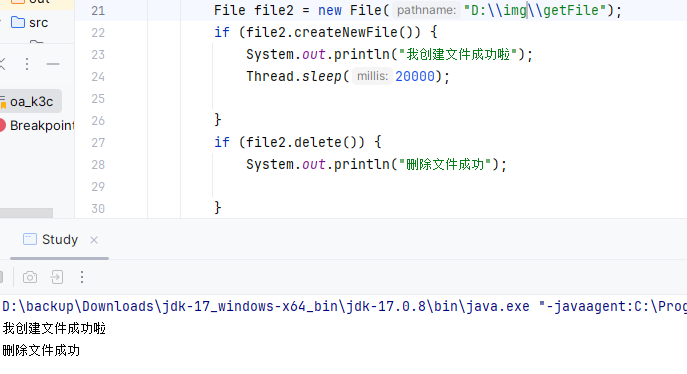 out
src
oa_k3c
Breakpoint
21 File file2 = new File( pathname: "D:\\img\\getFile");
22 if (file2.createNewFile()) {
23 System.out.println("我创建文件成功啦");
24 Thread.sleep( millis: 20000);
25
26 }
27 if (file2.delete()) {
28 System.out.println("删除文件成功");
29
30 }
Study ×
D:\backup\Downloads\jdk-17_windows-x64_bin\jdk-17.0.8\bin\java.exe "-javaagent:C:\Prog
我创建文件成功啦
删除文件成功